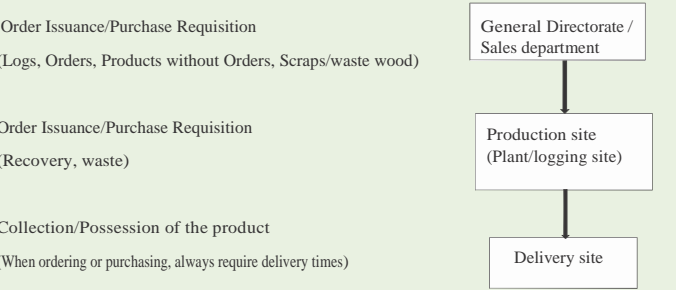 Order Issuance/Purchase Requisition
(Logs, Orders, Products without Orders, Scraps/waste wood)
General Directorate /
Sales department
Order Issuance/Purchase Requisition
(Recovery, waste)
Production site
(Plant/logging site)
Collection/Possession of the product
(When ordering or purchasing, always require delivery times)
Delivery site